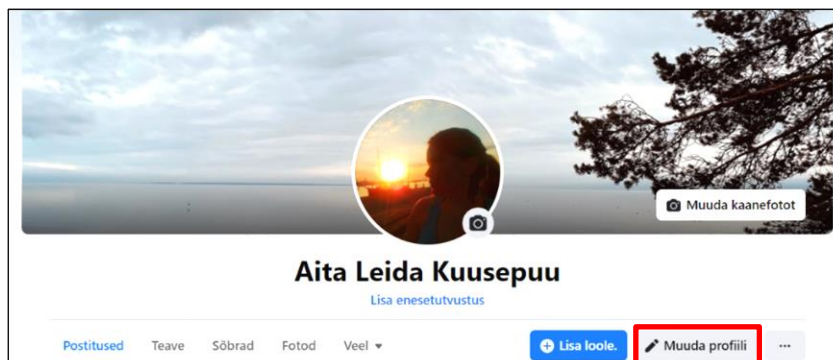 Muuda kaanefotot
Aita Leida Kuusepuu
Lisa enesetutvustus
Postitused Teave Sõbrad Fotod Veel Lisa loole. Muuda profiili ...